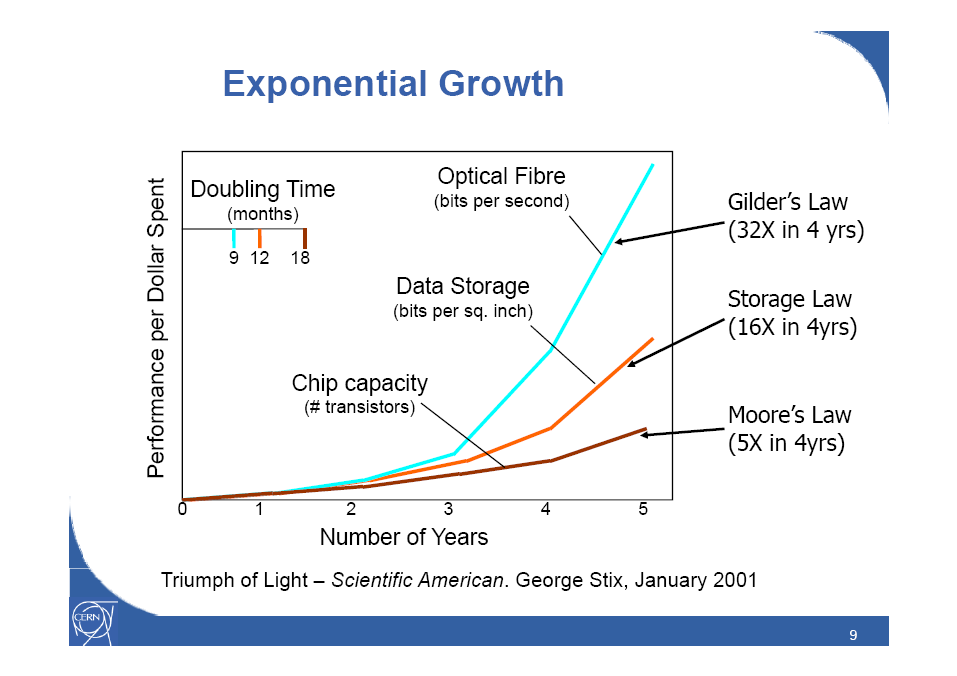 Exponential Growth
Performance per Dollar Spent
Doubling Time
(months)
9 12 18
Optical Fibre
(bits per second)
Data Storage
(bits per sq. inch)
Chip capacity
(# transistors)
Gilder’s Law
(32X in 4 yrs)
Storage Law
(16X in 4yrs)
Moore’s Law
(5X in 4yrs)
0 1 2 3 4 5
Number of Years
Triumph of Light – Scientific American. George Stix, January 2001
CERN
9